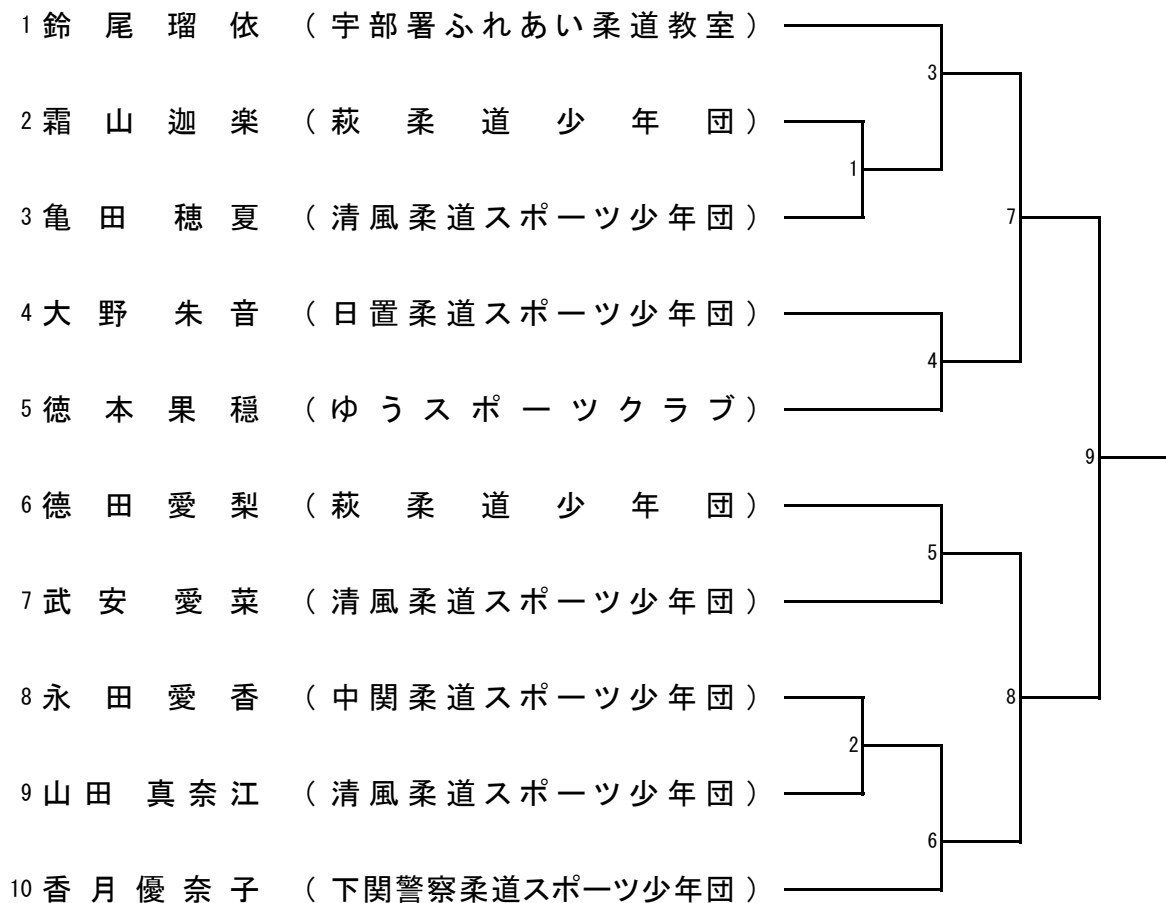 1 鈴尾瑠依 (宇部署ふれあい柔道教室)
3
2 霜山迦楽 (萩柔道少年団)
1
3 亀田穂夏 (清風柔道スポーツ少年団)
7
4 大野朱音 (日置柔道スポーツ少年団)
4
5 徳本果穏 (ゆうスポーツクラブ)
9
6 德田愛梨 (萩柔道少年団)
5
7 武安愛菜 (清風柔道スポーツ少年団)
8 永田愛香 (中関柔道スポーツ少年団)
8
2
9 山田真奈江 (清風柔道スポーツ少年団)
6
10 香月優奈子 (下関警察柔道スポーツ少年団)